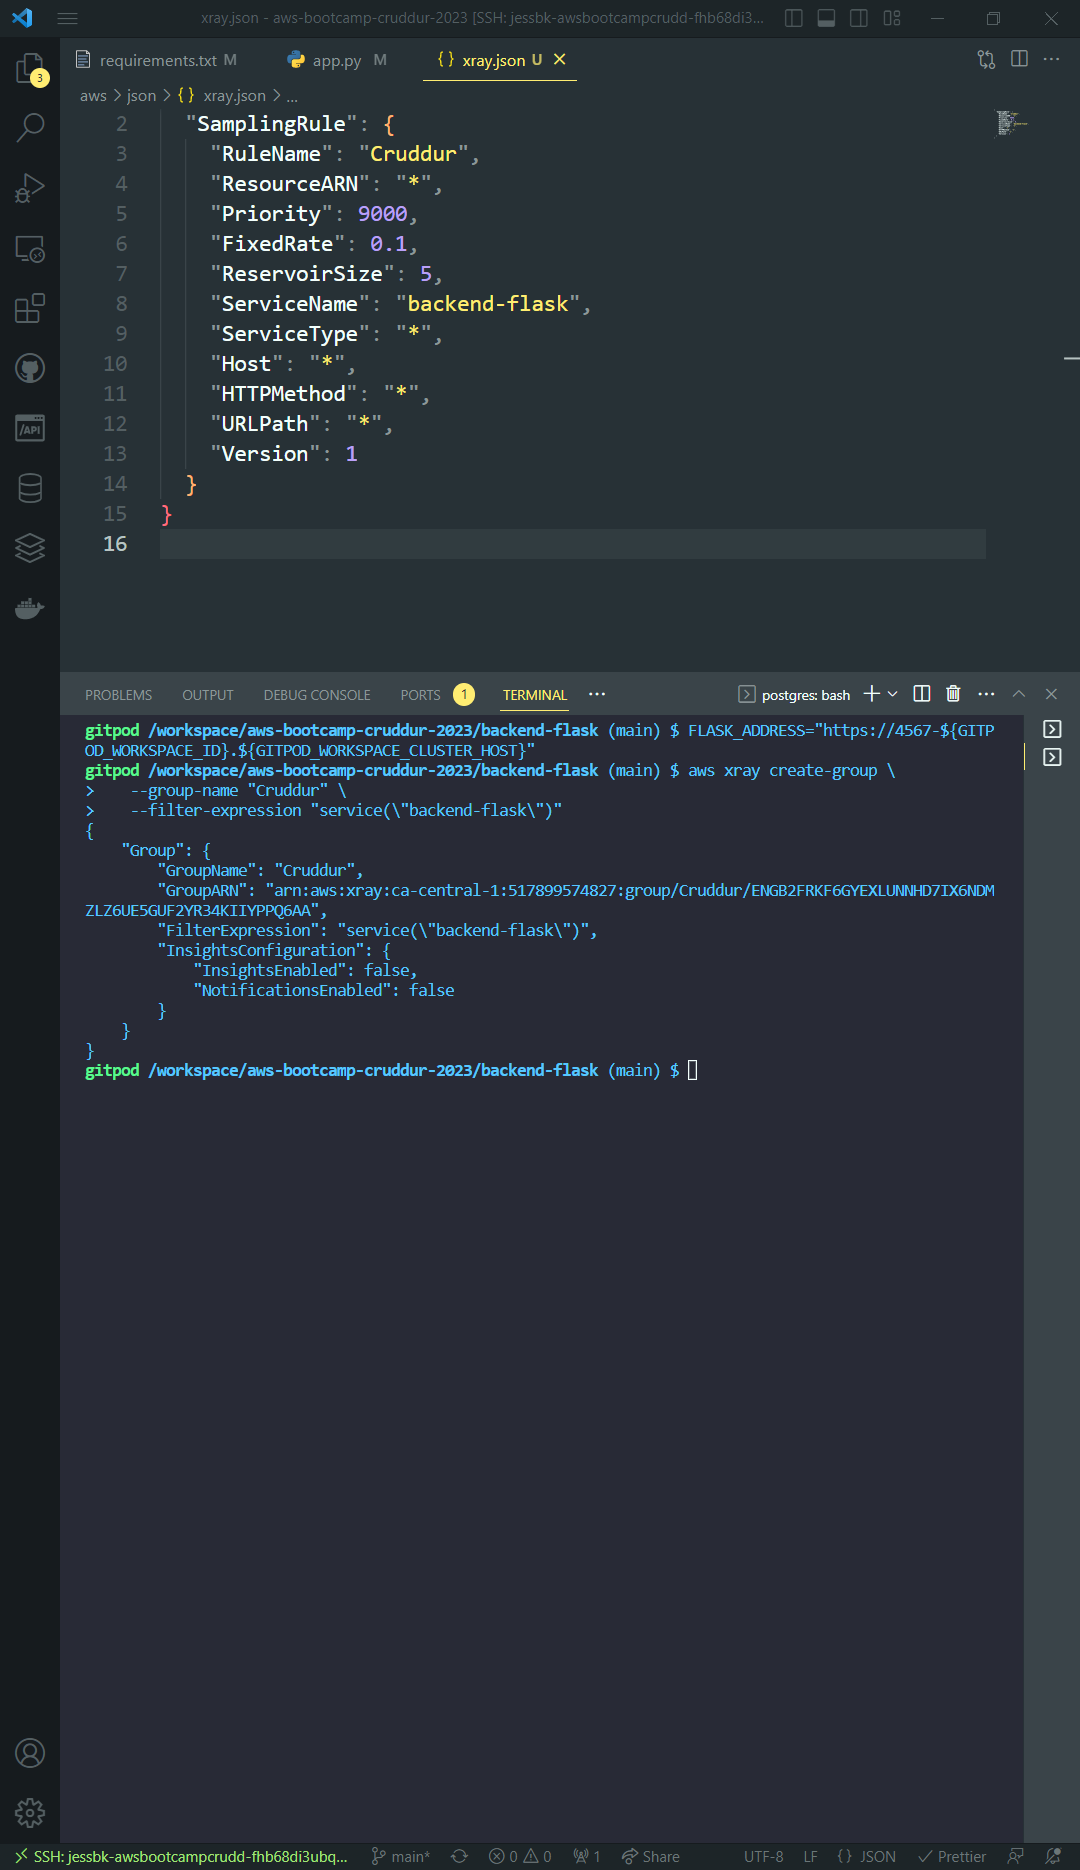 xray.json - aws-bootcamp-cruddur-2023 [SSH: jessbk-awsbootcampcrudd-fhb68di3...
3
requirements.txt M
app.py M
{} xray.json U
aws > json > {} xray.json > ...
2 "SamplingRule": {
3 "RuleName": "Cruddur",
4 "ResourceARN": "*",
5 "Priority": 9000,
6 "FixedRate": 0.1,
7 "ReservoirSize": 5,
8 "ServiceName": "backend-flask",
9 "ServiceType": "*",
10 "Host": "*",
11 "HTTPMethod": "*",
12 "URLPath": "*",
13 "Version": 1
14 }
15 }
16
/API
PROBLEMS OUTPUT DEBUG CONSOLE PORTS 1 TERMINAL ... postgres: bash
gitpod /workspace/aws-bootcamp-cruddur-2023/backend-flask (main) $ FLASK_ADDRESS="https://4567-${GITP
OD_WORKSPACE_ID}.${GITPOD_WORKSPACE_CLUSTER_HOST}"
gitpod /workspace/aws-bootcamp-cruddur-2023/backend-flask (main) $ aws xray create-group \
> --group-name "Cruddur" \
> --filter-expression "service(\"backend-flask\")"
{
"Group": {
"GroupName": "Cruddur",
"GroupARN": "arn:aws:xray:ca-central-1:517899574827:group/Cruddur/ENGB2FRKF6GYEXLUNNHD7IX6NDM
ZLZ6UE5GUF2YR34KIIYPPQ6AA",
"FilterExpression": "service(\"backend-flask\")",
"InsightsConfiguration": {
"InsightsEnabled": false,
"NotificationsEnabled": false
}
}
}
gitpod /workspace/aws-bootcamp-cruddur-2023/backend-flask (main) $
SSH: jessbk-awsbootcampcrudd-fhb68di3ubq... main* 0 0 1 Share UTF-8 LF {} JSON Prettier